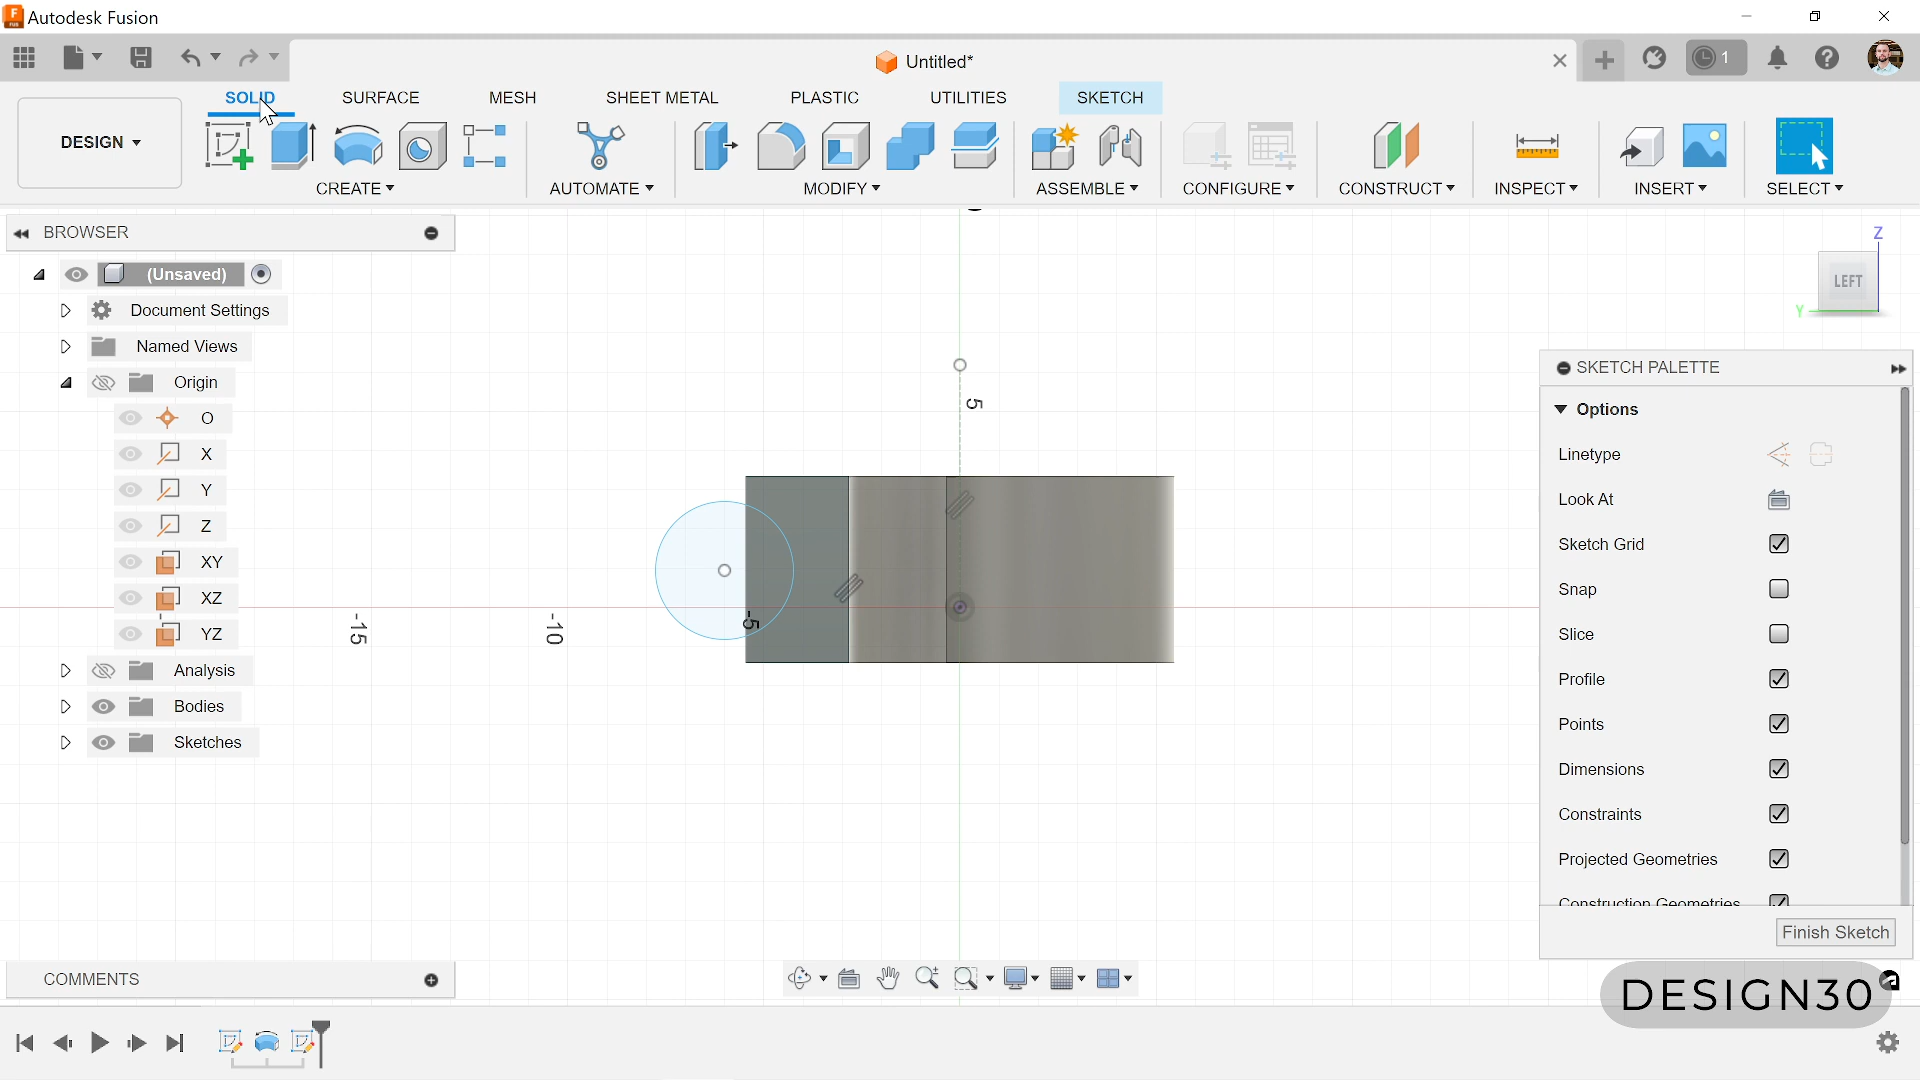 Autodesk Fusion
Untitled*
1
SOLID SURFACE MESH SHEET METAL PLASTIC UTILITIES SKETCH
DESIGN
CREATE AUTOMATE MODIFY ASSEMBLE CONFIGURE CONSTRUCT INSPECT INSERT SELECT
BROWSER
(Unsaved)
Document Settings
Named Views
Origin
O
X
Y
Z
XY
XZ
YZ
Analysis
Bodies
Sketches
5
-15
-10
-5
Z
LEFT
Y
SKETCH PALETTE
Options
Linetype
Look At
Sketch Grid
Snap
Slice
Profile
Points
Dimensions
Constraints
Projected Geometries
Construction Geometries
Finish Sketch
COMMENTS
DESIGN30